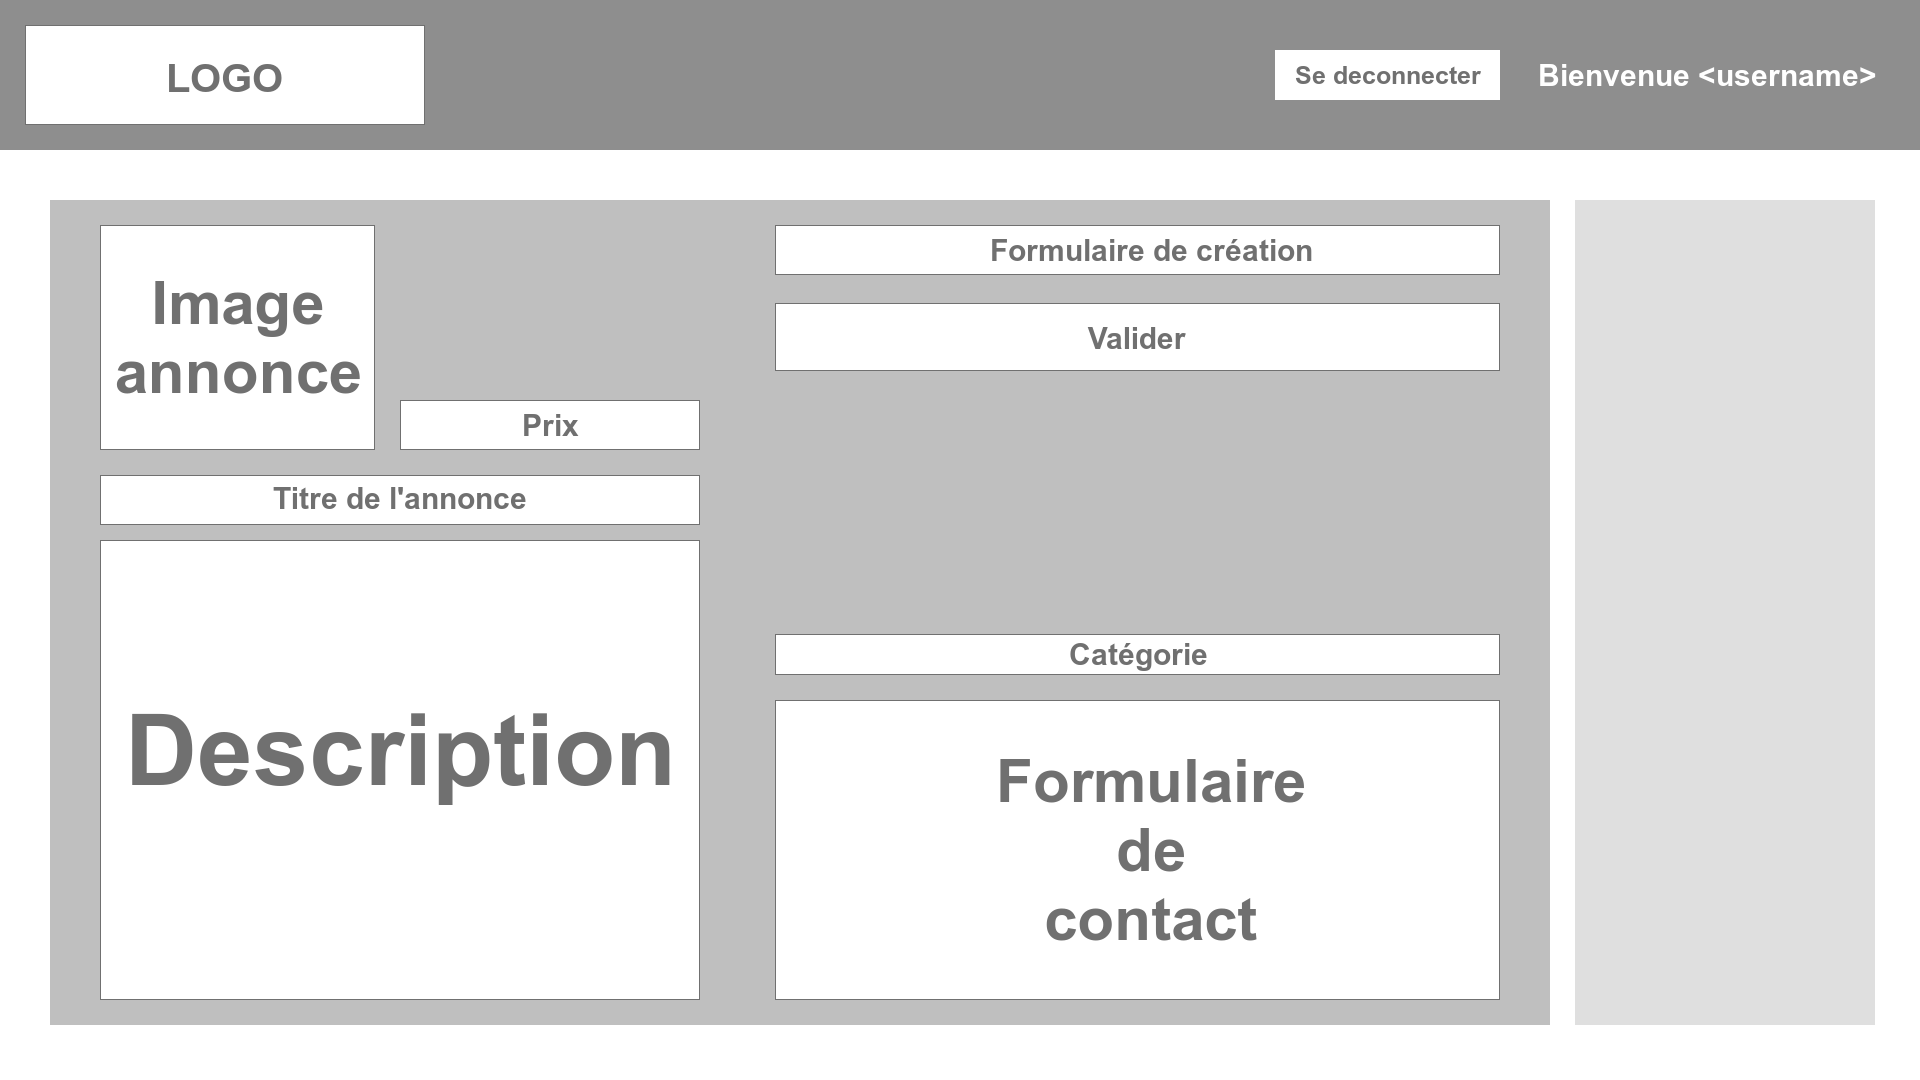 LOGO
Se deconnecter
Bienvenue <username>
Image
annonce
Prix
Titre de l'annonce
Description
Formulaire de création
Valider
Catégorie
Formulaire
de
contact